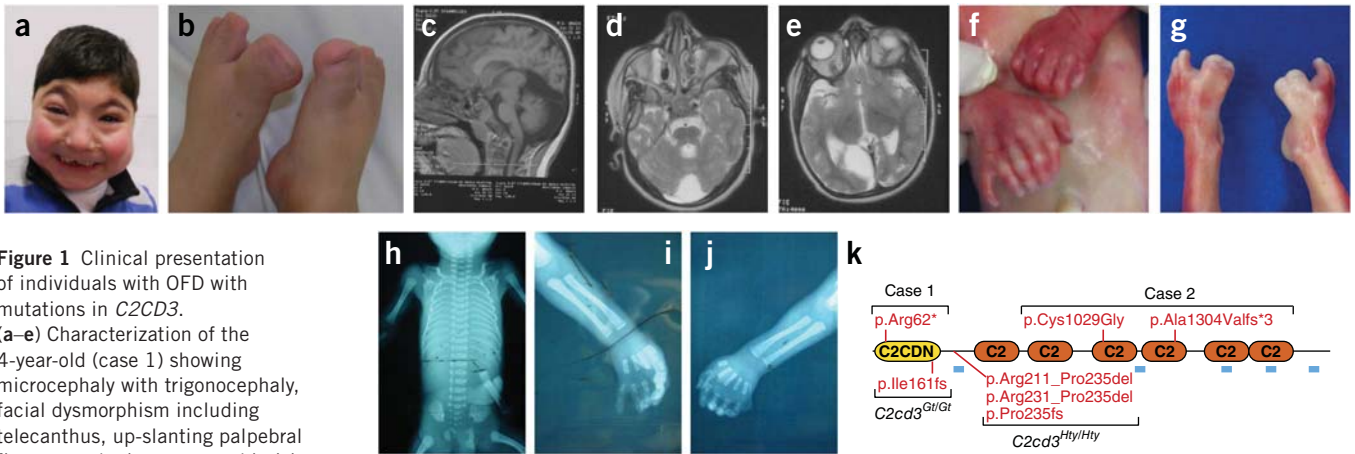 a
b
c
d
e
f
g
Figure 1 Clinical presentation
of individuals with OFD with
mutations in C2CD3.
(a–e) Characterization of the
4-year-old (case 1) showing
microcephaly with trigonocephaly,
facial dysmorphism including
telecanthus, up-slanting palpebral
h
i
j
k
Case 1
Case 2
p.Arg62*
p.Cys1029Gly
p.Ala1304Valfs*3
C2CDN
C2
C2
C2
C2
C2
C2
p.Ile161fs
C2cd3Gt/Gt
p.Arg211_Pro235del
p.Arg231_Pro235del
p.Pro235fs
C2cd3Hty/Hty